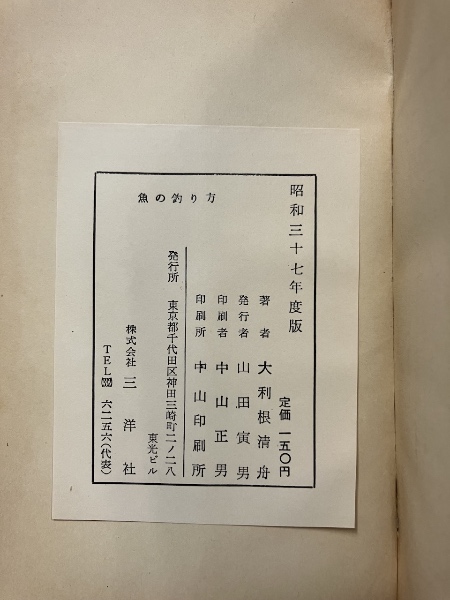 昭和三十七年度版
魚の釣り方
定価 一五〇円
著者 大利根清舟
発行者 山田寅男
印刷者 中山正男
印刷所 中山印刷所
発行所 東京都千代田区神田三崎町二ノ二八
東光ビル
株式会社 三洋社
TEL 六二五六(代表)